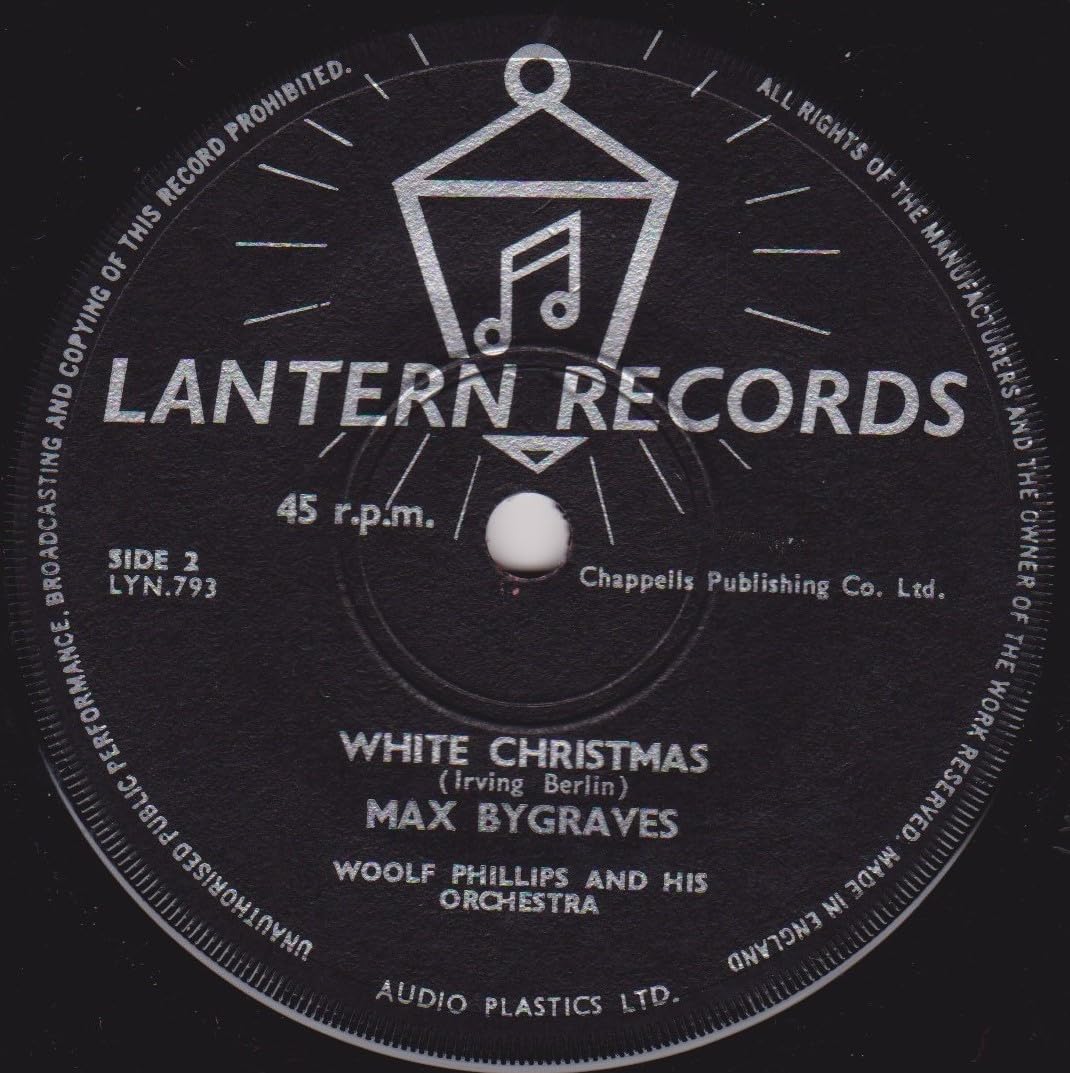 ALL RIGHTS OF THE MANUFACTURERS AND THE OWNER OF THE WORK RESERVED. MADE IN ENGLAND
UNAUTHORISED PUBLIC PERFORMANCE, BROADCASTING AND COPYING OF THIS RECORD PROHIBITED.
LANTERN RECORDS
45 r.p.m.
SIDE 2
LYN.793
Chappells Publishing Co. Ltd.
WHITE CHRISTMAS
(Irving Berlin)
MAX BYGRAVES
WOOLF PHILLIPS AND HIS
ORCHESTRA
AUDIO PLASTICS LTD.